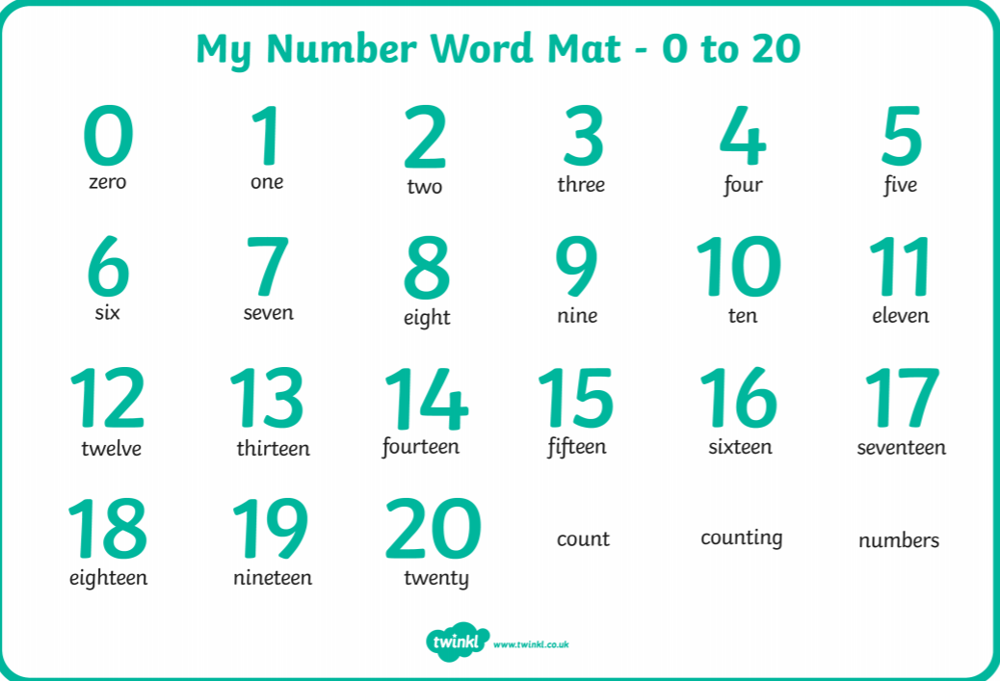 My Number Word Mat - 0 to 20
0 1 2 3 4 5
zero one two three four five
6 7 8 9 10 11
six seven eight nine ten eleven
12 13 14 15 16 17
twelve thirteen fourteen fifteen sixteen seventeen
18 19 20
eighteen nineteen twenty count counting numbers
twinkl www.twinkl.co.uk